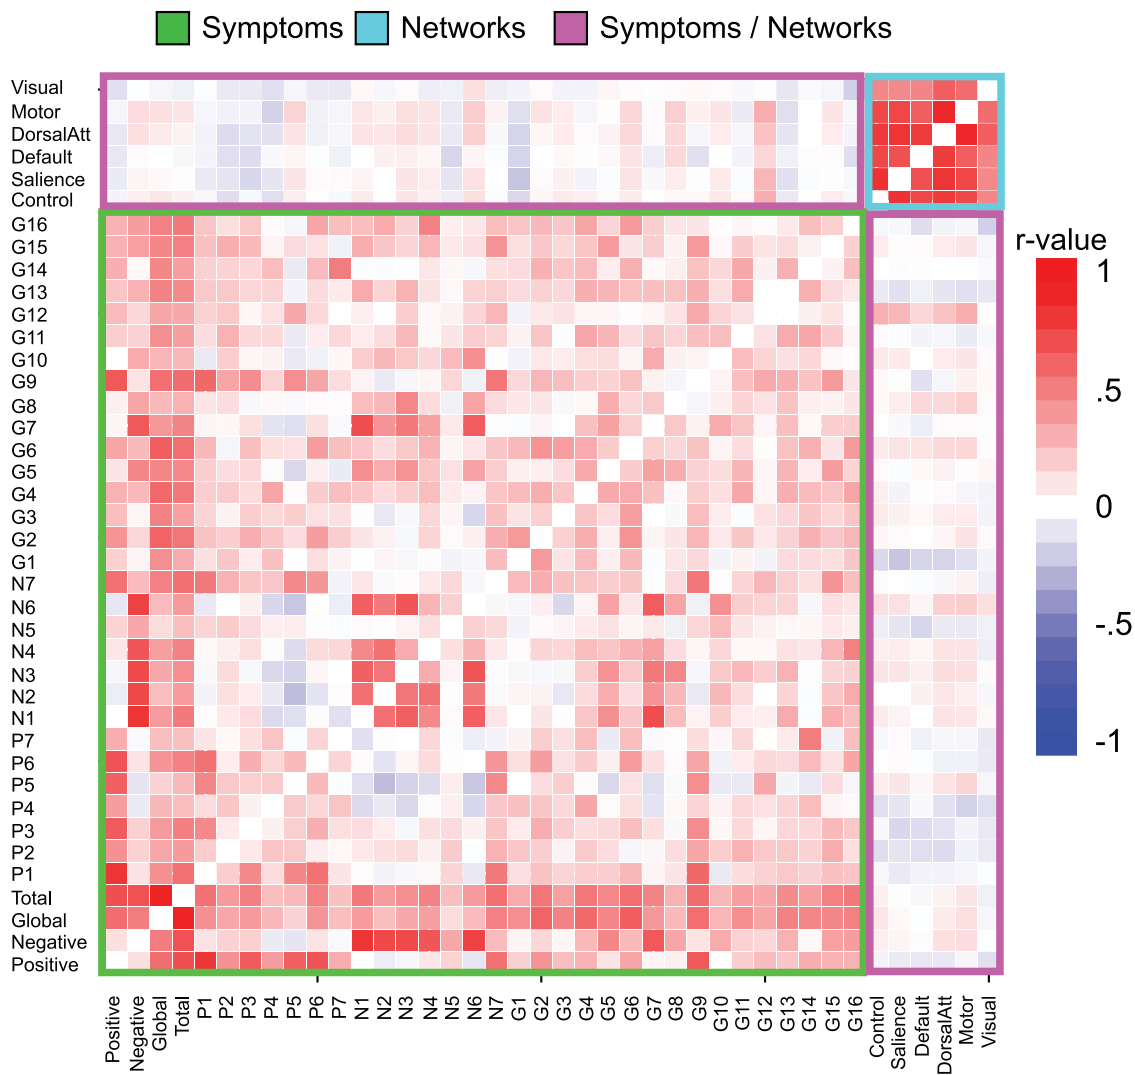 Symptoms Networks Symptoms / Networks
Visual
Motor
DorsalAtt
Default
Salience
Control
G16
G15
G14
G13
G12
G11
G10
G9
G8
G7
G6
G5
G4
G3
G2
G1
N7
N6
N5
N4
N3
N2
N1
P7
P6
P5
P4
P3
P2
P1
Total
Global
Negative
Positive
r-value
1
.5
0
-.5
-1
Positive
Negative
Global
Total
P1
P2
P3
P4
P5
P6
P7
N1
N2
N3
N4
N5
N6
N7
G1
G2
G3
G4
G5
G6
G7
G8
G9
G10
G11
G12
G13
G14
G15
G16
Control
Salience
Default
DorsalAtt
Motor
Visual